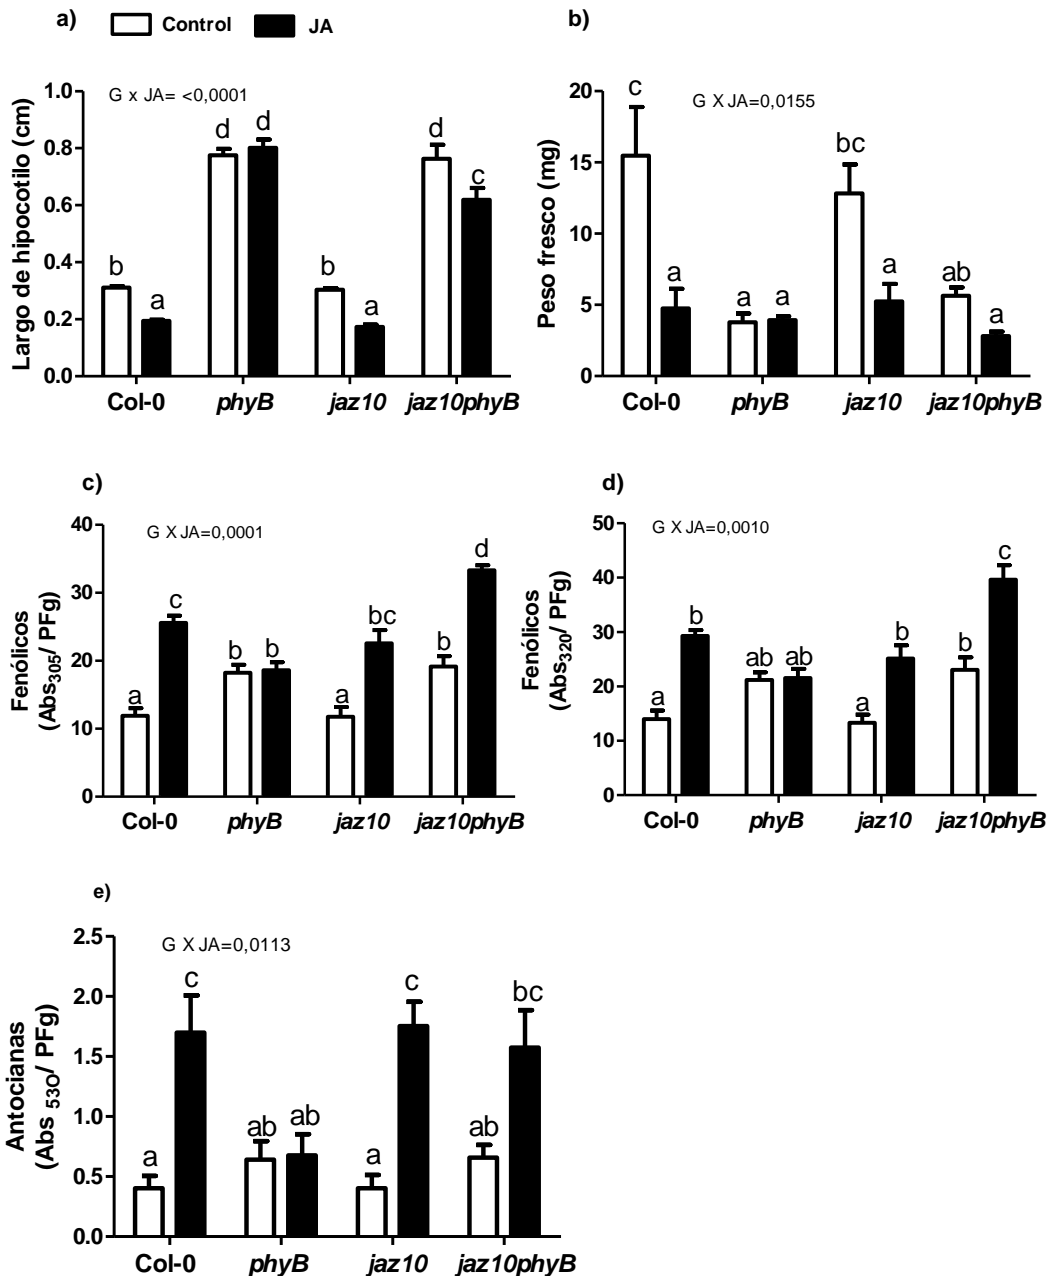 a)
Control
JA
G x JA= <0,0001
Largo de hipocotilo (cm)
1.0
0.8
0.6
0.4
0.2
0.0
b
a
d
d
b
a
d
c
Col-0
phyB
jaz10
jaz10phyB
b)
G X JA=0,0155
Peso fresco (mg)
20
15
10
5
0
c
a
a
a
bc
a
ab
a
Col-0
phyB
jaz10
jaz10phyB
c)
G X JA=0,0001
Fenólicos
(Abs305/ PFg)
40
30
20
10
0
a
c
b
b
a
bc
b
d
Col-0
phyB
jaz10
jaz10phyB
d)
G X JA=0,0010
Fenólicos
(Abs320/ PFg)
50
40
30
20
10
0
a
b
ab
ab
a
b
b
c
Col-0
phyB
jaz10
jaz10phyB
e)
G X JA=0,0113
Antocianas
(Abs 530/ PFg)
2.5
2.0
1.5
1.0
0.5
0.0
a
c
ab
ab
a
c
ab
bc
Col-0
phyB
jaz10
jaz10phyB